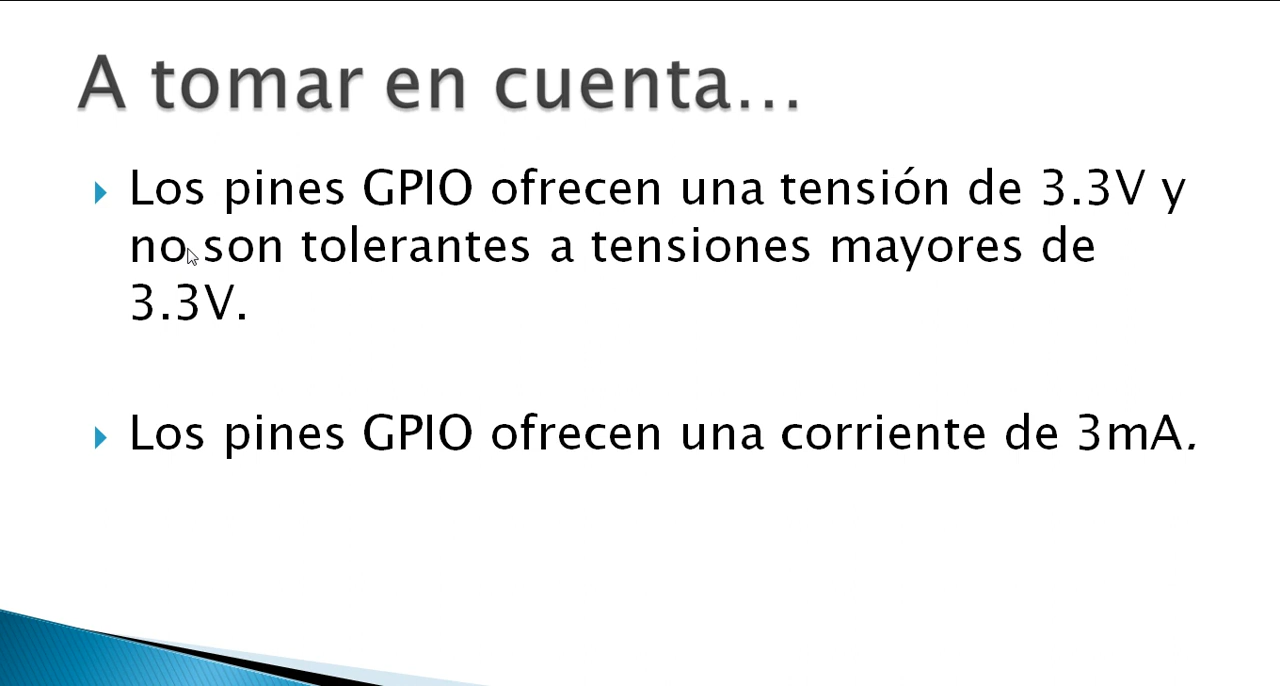 A tomar en cuenta...
Los pines GPIO ofrecen una tensión de 3.3V y
no son tolerantes a tensiones mayores de
3.3V.
Los pines GPIO ofrecen una corriente de 3mA.